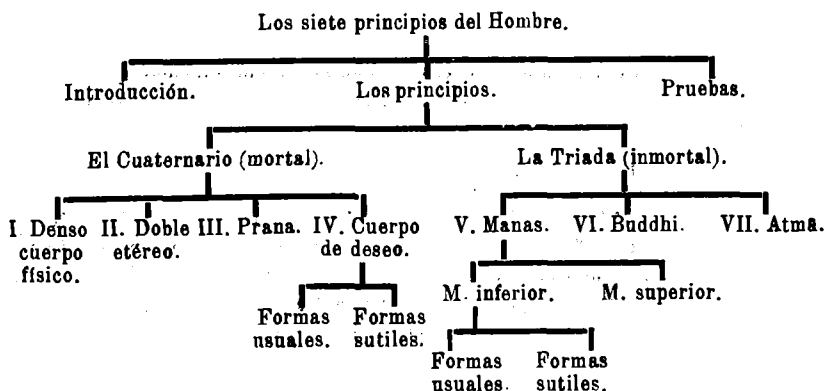 Los siete principios del Hombre.
Introducción.
Los principios.
Pruebas.
El Cuaternario (mortal).
La Triada (inmortal).
I Denso
cuerpo
físico.
II. Doble
etéreo.
III. Prana.
IV. Cuerpo
de deseo.
V. Manas.
VI. Buddhi.
VII. Atma.
Formas
usuales.
Formas
sutiles.
M. inferior.
M. superior.
Formas
usuales.
Formas
sutiles.